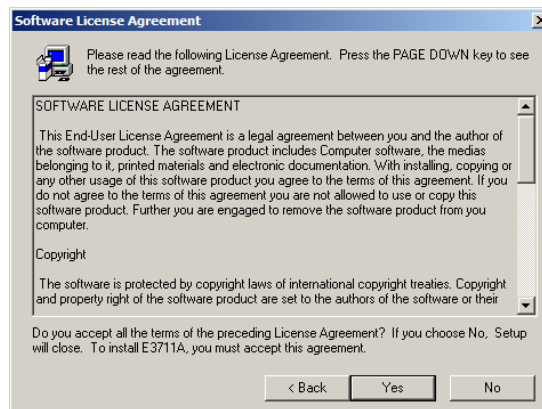 Software License Agreement
Please read the following License Agreement.  Press the PAGE DOWN key to see
the rest of the agreement.
SOFTWARE LICENSE AGREEMENT
This End-User License Agreement is a legal agreement between you and the author of
the software product. The software product includes Computer software, the medias
belonging to it, printed materials and electronic documentation. With installing, copying or
any other usage of this software product you agree to the terms of this agreement. If you
do not agree to the terms of this agreement you are not allowed to use or copy this
software product. Further you are engaged to remove the software product from you
computer.
Copyright
The software is protected by copyright laws of international copyright treaties. Copyright
and property right of the software product are set to the authors of the software or their
Do you accept all the terms of the preceding License Agreement?  If you choose No,  Setup
will close.  To install E3711A, you must accept this agreement.
< Back
Yes
No